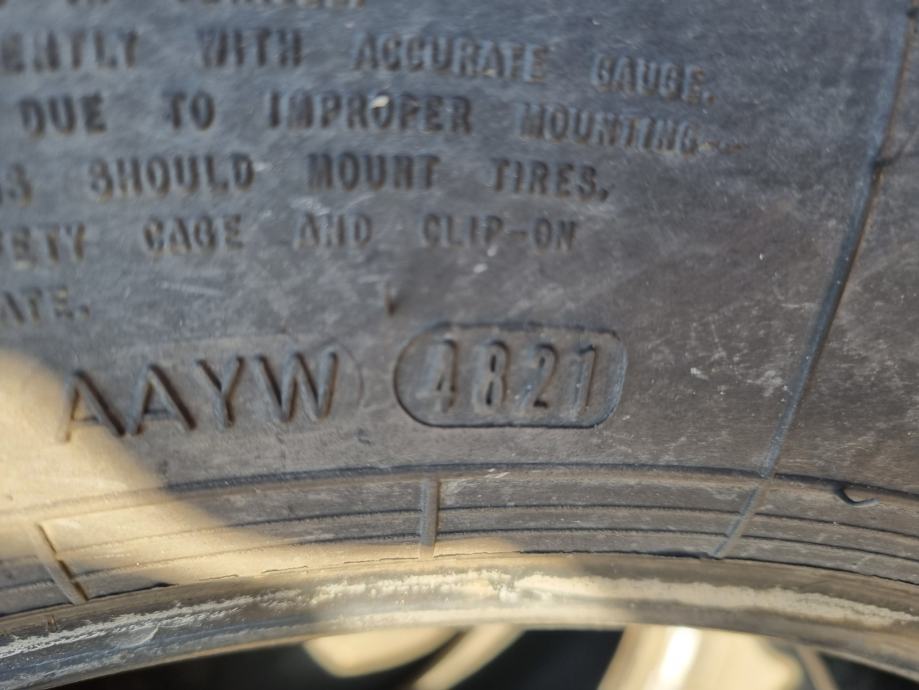 WITH ACCURATE GAUGE.
DUE TO IMPROPER MOUNTING
SHOULD MOUNT TIRES.
CAGE AND CLIP-ON
AAYW 4821